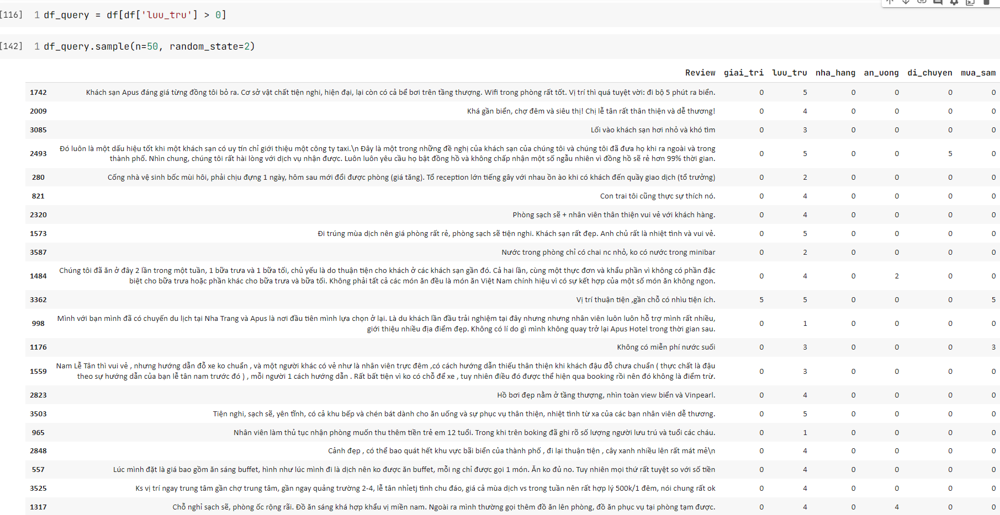 [116] 1 df_query = df[df['luu_tru'] > 0]
[142] 1 df_query.sample(n=50, random_state=2)
Review giai_tri luu_tru nha_hang an_uong di_chuyen mua_sam
1742 Khách sạn Apus đáng giá từng đồng tôi bỏ ra. Cơ sở vật chất tiện nghi, hiện đại, lại còn có cả bể bơi trên tầng thượng. Wifi trong phòng rất tốt. Vị trí thì quá tuyệt vời: đi bộ 5 phút ra biển. 0 5 0 0 0 0
2009 Khá gần biển, chợ đêm và siêu thị! Chị lễ tân rất thân thiện và dễ thương! 0 4 0 0 0 0
3085 Lối vào khách sạn hơi nhỏ và khó tìm 0 3 0 0 0 0
Đó luôn là một dấu hiệu tốt khi một khách sạn có uy tín chỉ giới thiệu một công ty taxi.\n Đây là một trong những đề nghị của khách sạn của chúng tôi và chúng tôi đã đưa họ khi ra ngoài và trong
2493 thành phố. Nhìn chung, chúng tôi rất hài lòng với dịch vụ nhận được. Luôn luôn yêu cầu họ bật đồng hồ và không chấp nhận một số ngẫu nhiên vì đồng hồ sẽ rẻ hơn 99% thời gian. 0 5 0 0 5 0
280 Cống nhà vệ sinh bốc mùi hôi, phải chịu đựng 1 ngày, hôm sau mới đổi được phòng (giá tăng). Tổ reception lớn tiếng gây với nhau ồn ào khi có khách đến quầy giao dịch (tổ trưởng) 0 2 0 0 0 0
821 Con trai tôi cũng thực sự thích nó. 0 4 0 0 0 0
2320 Phòng sạch sẽ + nhân viên thân thiện vui vẻ với khách hàng. 0 4 0 0 0 0
1573 Đi trúng mùa dịch nên giá phòng rất rẻ, phòng sạch sẽ tiện nghi. Khách sạn rất đẹp. Anh chủ rất là nhiệt tình và vui vẻ. 0 5 0 0 0 0
3587 Nước trong phòng chỉ có chai nc nhỏ, ko có nước trong minibar 0 2 0 0 0 0
Chúng tôi đã ăn ở đây 2 lần trong một tuần, 1 bữa trưa và 1 bữa tối, chủ yếu là do thuận tiện cho khách ở các khách sạn gần đó. Cả hai lần, cùng một thực đơn và khẩu phần vì không có phần đặc
1484 biệt cho bữa trưa hoặc phần khác cho bữa trưa và bữa tối. Không phải tất cả các món ăn đều là món ăn Việt Nam chính hiệu vì có sự kết hợp của một số món ăn không ngon. 0 4 0 2 0 0
3362 Vị trí thuận tiện ,gần chỗ có nhìu tiện ích. 5 5 0 0 0 5
Mình với bạn mình đã có chuyến du lịch tại Nha Trang và Apus là nơi đầu tiên mình lựa chọn ở lại. Là du khách lần đầu trải nghiệm tại đây nhưng nhưng nhân viên luôn luôn hỗ trợ mình rất nhiều,
998 giới thiệu nhiều địa điểm đẹp. Không có lí do gì mình không quay trở lại Apus Hotel trong thời gian sau. 0 1 0 0 0 0
1176 Không có miễn phí nước suối 0 3 0 0 0 3
Nam Lễ Tân thì vui vẻ , nhưng hướng dẫn đỗ xe ko chuẩn , và một người khác có vẻ như là nhân viên trực đêm ,có cách hướng dẫn thiếu thân thiện khi khách đậu đỗ chưa chuẩn ( thực chất là đậu
1559 theo sự hướng dẫn của bạn lễ tân nam trước đó ) , mỗi người 1 cách hướng dẫn . Rất bất tiện vì ko có chỗ để xe , tuy nhiên điều đó được thể hiện qua booking rồi nên đó không là điểm trừ. 0 3 0 0 0 0
2823 Hồ bơi đẹp nằm ở tầng thượng, nhìn toàn view biển và Vinpearl. 0 4 0 0 0 0
3503 Tiện nghi, sạch sẽ, yên tĩnh, có cả khu bếp và chén bát dành cho ăn uống và sự phục vụ thân thiện, nhiệt tình từ xa của các bạn nhân viên dễ thương. 0 5 0 0 0 0
965 Nhân viên làm thủ tục nhận phòng muốn thu thêm tiền trẻ em 12 tuổi. Trong khi trên boking đã ghi rõ số lượng người lưu trú và tuổi các cháu. 0 1 0 0 0 0
2848 Cảnh đẹp , có thể bao quát hết khu vực bãi biển của thành phố , đi lại thuận tiện , cây xanh nhiều lên rất mát mẻ\n 0 4 0 0 0 0
557 Lúc mình đặt là giá bao gồm ăn sáng buffet, hình như lúc mình đi là dịch nên ko được ăn buffet, mỗi ng chỉ được gọi 1 món. Ăn ko đủ no. Tuy nhiên mọi thứ rất tuyệt so với số tiền 0 4 0 0 0 0
3525 Ks vị trí ngay trung tâm gần chợ trung tâm, gần ngay quảng trường 2-4, lễ tân nhỉetj tình chu đáo, giá cả mùa dịch vs trong tuần nên rất hợp lý 500k/1 đêm, nói chung rất ok 0 4 0 0 0 0
1317 Chỗ nghỉ sạch sẽ, phòng ốc rộng rãi. Đồ ăn sáng khá hợp khẩu vị miền nam. Ngoài ra mình thường gọi thêm đồ ăn lên phòng, đồ ăn phục vụ tại phòng tạm được. 0 4 0 4 0 0